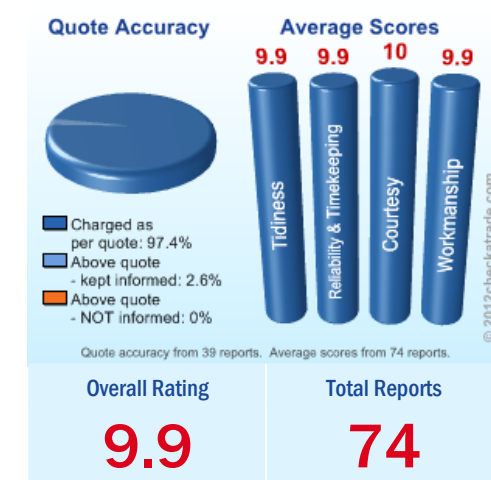 Quote Accuracy
Average Scores
9.9
9.9
10
9.9
Tidiness
Reliability & Timekeeping
Courtesy
Workmanship
Charged as
per quote: 97.4%
Above quote
- kept informed: 2.6%
Above quote
- NOT informed: 0%
© 2012checkatrade.com
Quote accuracy from 39 reports. Average scores from 74 reports.
Overall Rating
Total Reports
9.9
74